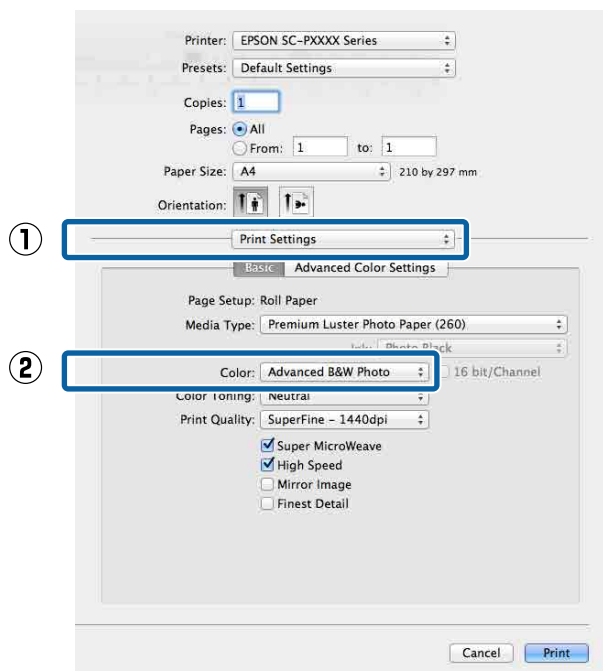 Printer: EPSON SC-PXXXX Series
Presets: Default Settings
Copies: 1
Pages: All
From: 1 to: 1
Paper Size: A4 210 by 297 mm
Orientation:
1 Print Settings
Basic Advanced Color Settings
Page Setup: Roll Paper
Media Type: Premium Luster Photo Paper (260)
Ink: Photo Black
2 Color: Advanced B&W Photo 16 bit/Channel
Color Toning: Neutral
Print Quality: SuperFine – 1440dpi
Super MicroWeave
High Speed
Mirror Image
Finest Detail
Cancel Print